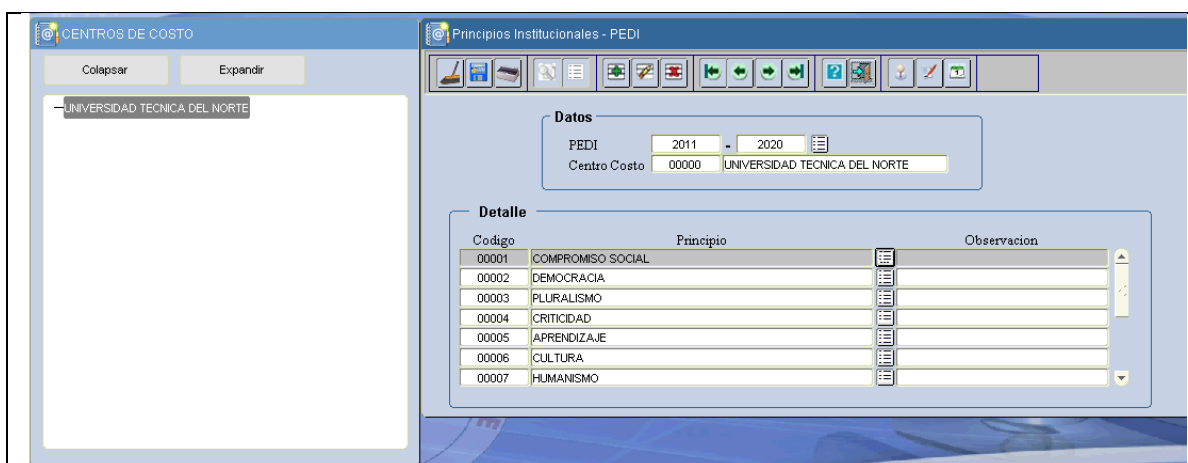 CENTROS DE COSTO
Colapsar Expandir
UNIVERSIDAD TECNICA DEL NORTE
Principios Institucionales - PEDI
Datos
PEDI 2011 - 2020
Centro Costo 00000 UNIVERSIDAD TECNICA DEL NORTE
Detalle
Codigo Principio Observacion
00001 COMPROMISO SOCIAL
00002 DEMOCRACIA
00003 PLURALISMO
00004 CRITICIDAD
00005 APRENDIZAJE
00006 CULTURA
00007 HUMANISMO